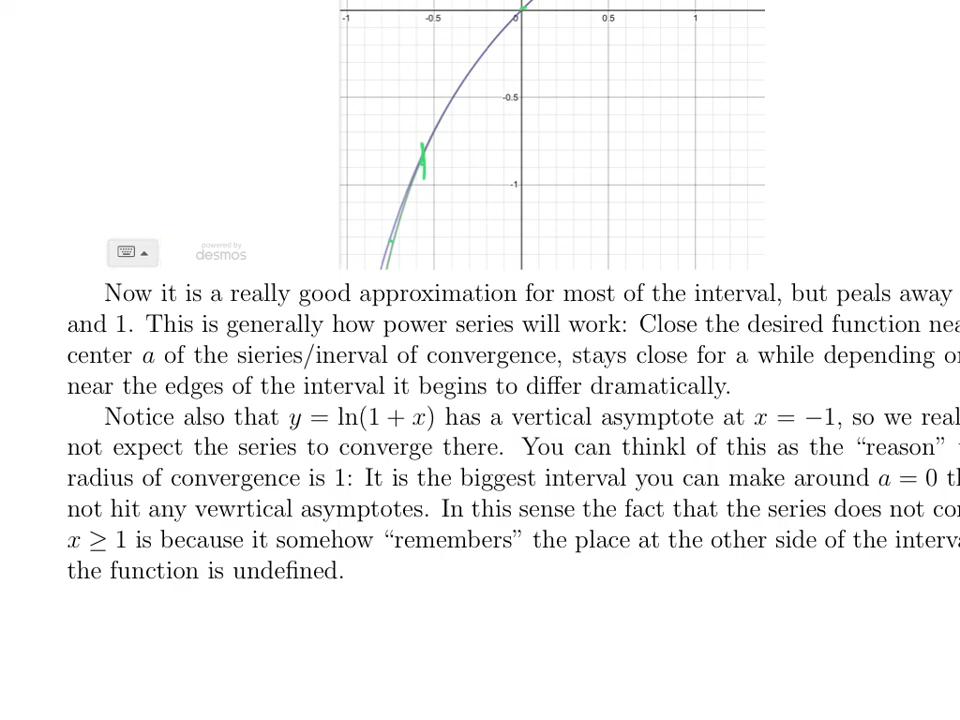 -1 -0.5 0 0.5 1
-0.5
-1
powered by
desmos
Now it is a really good approximation for most of the interval, but peals away
and 1. This is generally how power series will work: Close the desired function nea
center a of the sieries/inerval of convergence, stays close for a while depending o
near the edges of the interval it begins to differ dramatically.
Notice also that y = ln(1 + x) has a vertical asymptote at x = −1, so we real
not expect the series to converge there. You can thinkl of this as the “reason”
radius of convergence is 1: It is the biggest interval you can make around a = 0 t
not hit any vewrtical asymptotes. In this sense the fact that the series does not co
x ≥ 1 is because it somehow “remembers” the place at the other side of the interva
the function is undefined.